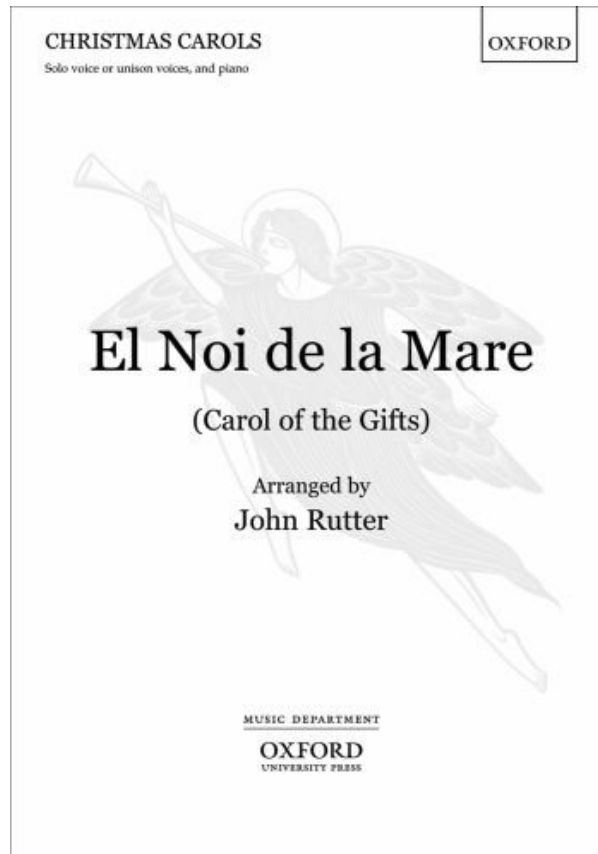 CHRISTMAS CAROLS
Solo voice or unison voices, and piano
OXFORD
El Noi de la Mare
(Carol of the Gifts)
Arranged by
John Rutter
MUSIC DEPARTMENT
OXFORD
UNIVERSITY PRESS